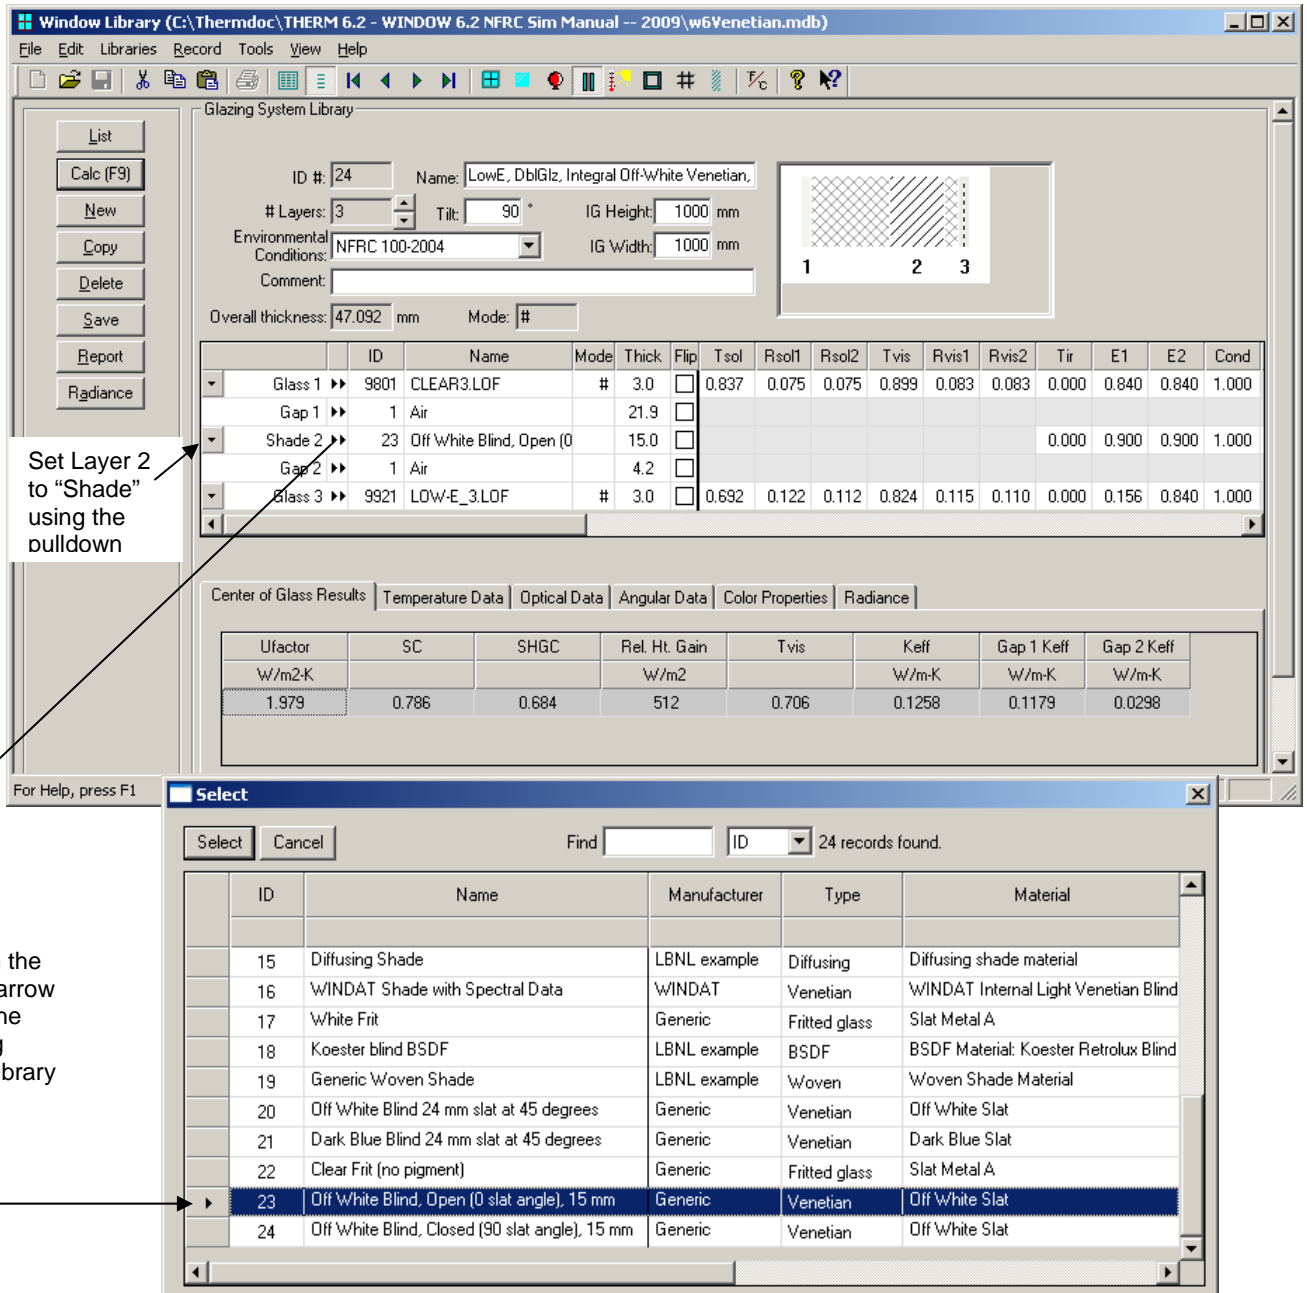 Window Library (C:\Thermdoc\THERM 6.2 - WINDOW 6.2 NFRC Sim Manual -- 2009\w6Venetian.mdb)
File Edit Libraries Record Tools View Help
Glazing System Library
List
Calc (F9)
New
Copy
Delete
Save
Report
Radiance
ID #: 24 Name: LowE, DblGlz, Integral Off-White Venetian,
# Layers: 3 Tilt: 90 ° IG Height: 1000 mm
Environmental Conditions: NFRC 100-2004 IG Width: 1000 mm
Comment:
Overall thickness: 47.092 mm Mode: #
1 2 3
ID Name Mode Thick Flip Tsol Rsol1 Rsol2 Tvis Rvis1 Rvis2 Tir E1 E2 Cond
Glass 1 9801 CLEAR3.LOF # 3.0 0.837 0.075 0.075 0.899 0.083 0.083 0.000 0.840 0.840 1.000
Gap 1 1 Air 21.9
Shade 2 23 Off White Blind, Open (0 15.0 0.000 0.900 0.900 1.000
Gap 2 1 Air 4.2
Glass 3 9921 LOW-E_3.LOF # 3.0 0.692 0.122 0.112 0.824 0.115 0.110 0.000 0.156 0.840 1.000
Set Layer 2
to “Shade”
using the
pulldown
Center of Glass Results Temperature Data Optical Data Angular Data Color Properties Radiance
Ufactor SC SHGC Rel. Ht. Gain Tvis Keff Gap 1 Keff Gap 2 Keff
W/m2-K W/m2 W/m-K W/m-K W/m-K
1.979 0.786 0.684 512 0.706 0.1258 0.1179 0.0298
For Help, press F1
Select
Select Cancel Find ID 24 records found.
ID Name Manufacturer Type Material
15 Diffusing Shade LBNL example Diffusing Diffusing shade material
16 WINDAT Shade with Spectral Data WINDAT Venetian WINDAT Internal Light Venetian Blind
17 White Frit Generic Fritted glass Slat Metal A
18 Koester blind BSDF LBNL example BSDF BSDF Material: Koester Retrolux Blind
19 Generic Woven Shade LBNL example Woven Woven Shade Material
20 Off White Blind 24 mm slat at 45 degrees Generic Venetian Off White Slat
21 Dark Blue Blind 24 mm slat at 45 degrees Generic Venetian Dark Blue Slat
22 Clear Frit (no pigment) Generic Fritted glass Slat Metal A
23 Off White Blind, Open (0 slat angle), 15 mm Generic Venetian Off White Slat
24 Off White Blind, Closed (90 slat angle), 15 mm Generic Venetian Off White Slat
the
arrow